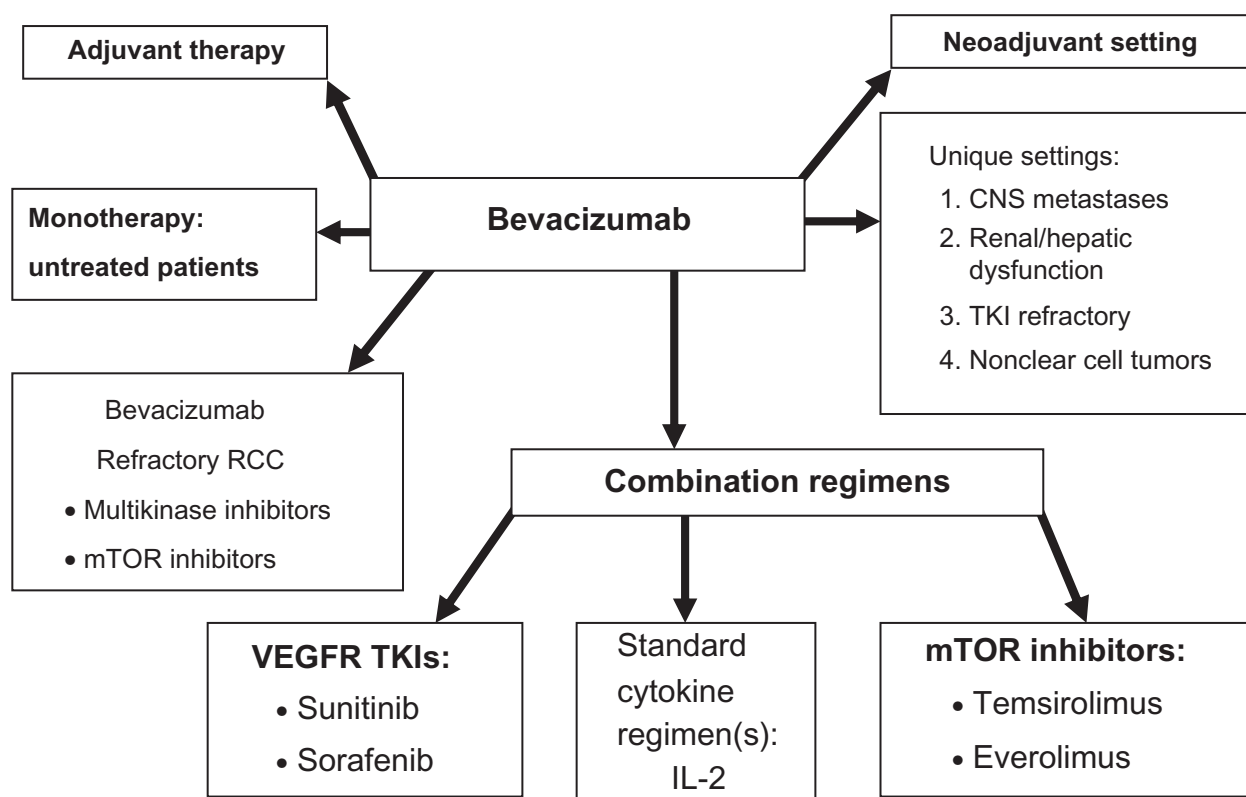 Adjuvant therapy
Neoadjuvant setting
Bevacizumab
Monotherapy:
untreated patients
Unique settings:
1. CNS metastases
2. Renal/hepatic
dysfunction
3. TKI refractory
4. Nonclear cell tumors
Bevacizumab
Refractory RCC
• Multikinase inhibitors
• mTOR inhibitors
Combination regimens
VEGFR TKIs:
• Sunitinib
• Sorafenib
Standard
cytokine
regimen(s):
IL-2
mTOR inhibitors:
• Temsirolimus
• Everolimus